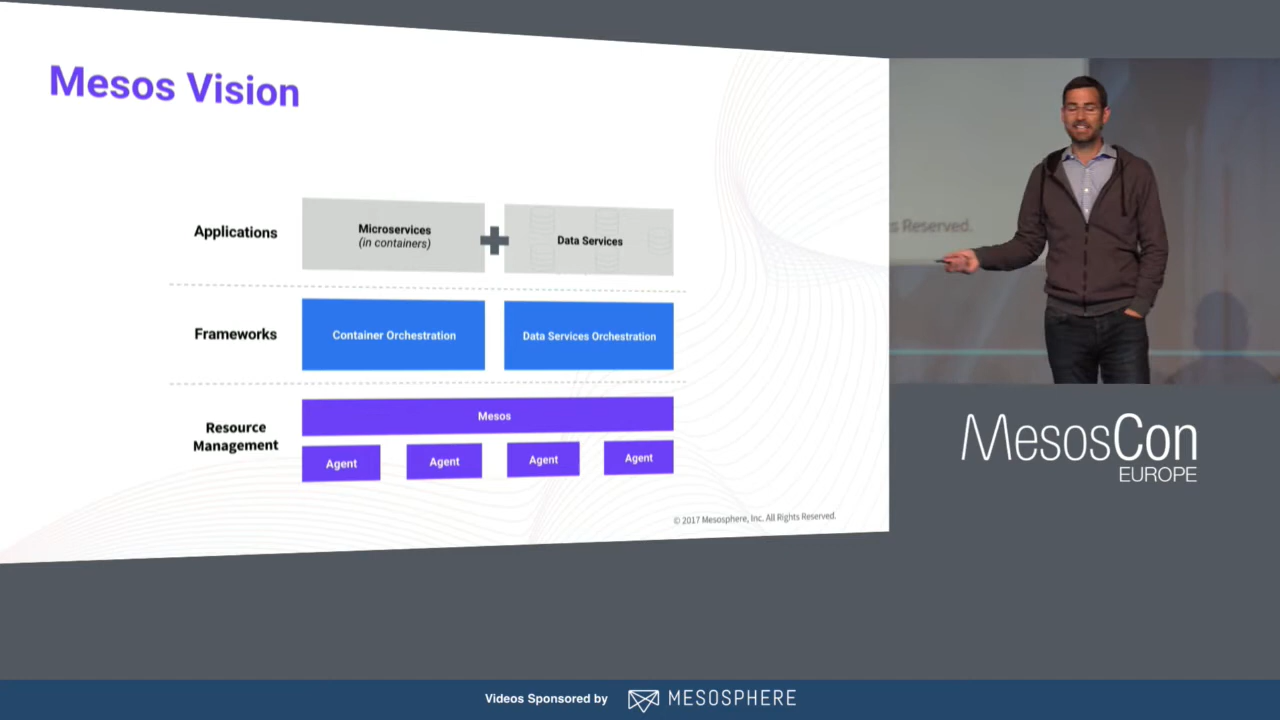 Mesos Vision
Applications
Microservices
(in containers)
Data Services
Frameworks
Container Orchestration
Data Services Orchestration
Resource
Management
Mesos
Agent
Agent
Agent
Agent
© 2017 Mesosphere, Inc. All Rights Reserved.
s Reserved.
MesosCon
EUROPE
Videos Sponsored by
MESOSPHERE